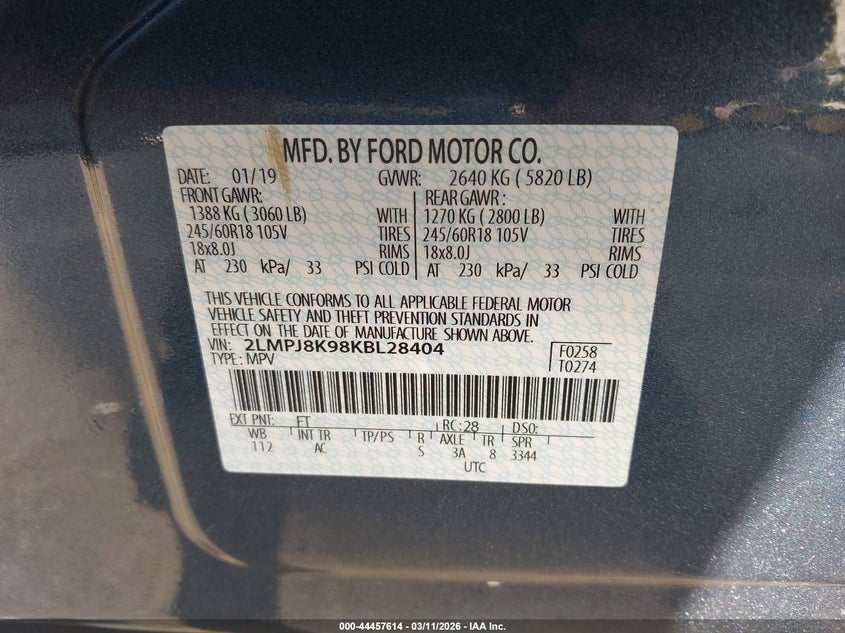 MFD. BY FORD MOTOR CO.
DATE: 01/19 GVWR: 2640 KG ( 5820 LB)
FRONT GAWR: REAR GAWR :
1388 KG ( 3060 LB) WITH 1270 KG ( 2800 LB) WITH
245/60R18 105V TIRES 245/60R18 105V TIRES
18x8.0J RIMS 18x8.0J RIMS
AT 230 kPa/ 33 PSI COLD AT 230 kPa/ 33 PSI COLD
THIS VEHICLE CONFORMS TO ALL APPLICABLE FEDERAL MOTOR
VEHICLE SAFETY AND THEFT PREVENTION STANDARDS IN
EFFECT ON THE DATE OF MANUFACTURE SHOWN ABOVE.
VIN: 2LMPJ8K98KBL28404 F0258
TYPE: MPV T0274
EXT PNT: FT RC: 28 DSO:
WB INT TR TP/PS R AXLE TR SPR
112 AC S 3A 8 3344
UTC
000-44457614 - 03/11/2026 - IAA Inc.